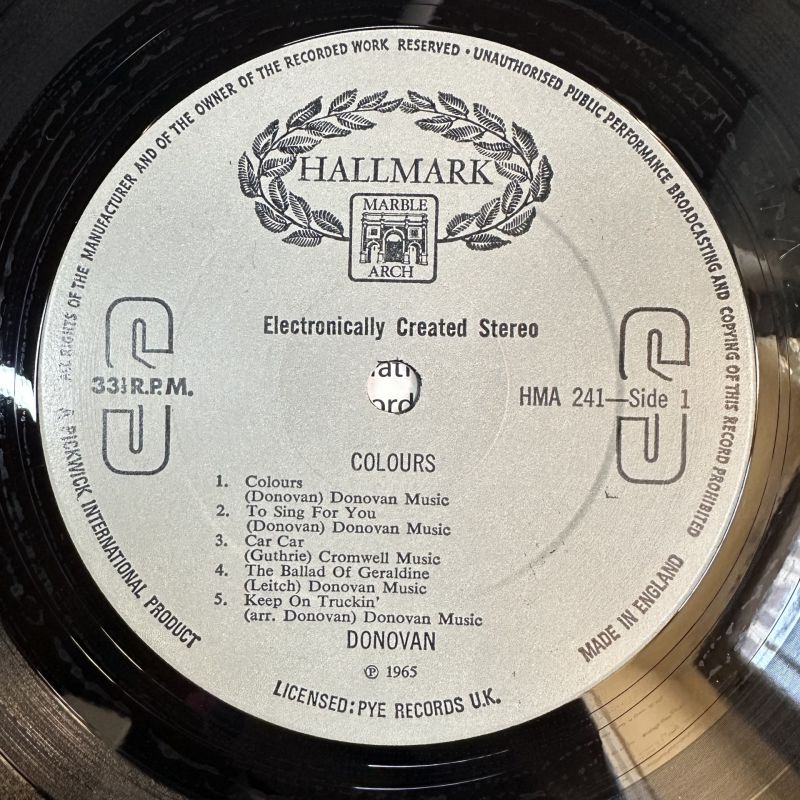 ALL RIGHTS OF THE MANUFACTURER AND OF THE OWNER OF THE RECORDED WORK RESERVED • UNAUTHORISED PUBLIC PERFORMANCE BROADCASTING AND COPYING OF THIS RECORD PROHIBITED
HALLMARK
MARBLE
ARCH
Electronically Created Stereo
33⅓ R.P.M.
HMA 241—Side 1
COLOURS
1. Colours
(Donovan) Donovan Music
2. To Sing For You
(Donovan) Donovan Music
3. Car Car
(Guthrie) Cromwell Music
4. The Ballad Of Geraldine
(Leitch) Donovan Music
5. Keep On Truckin'
(arr. Donovan) Donovan Music
DONOVAN
℗ 1965
LICENSED: PYE RECORDS U.K.
A PICKWICK INTERNATIONAL PRODUCT
MADE IN ENGLAND